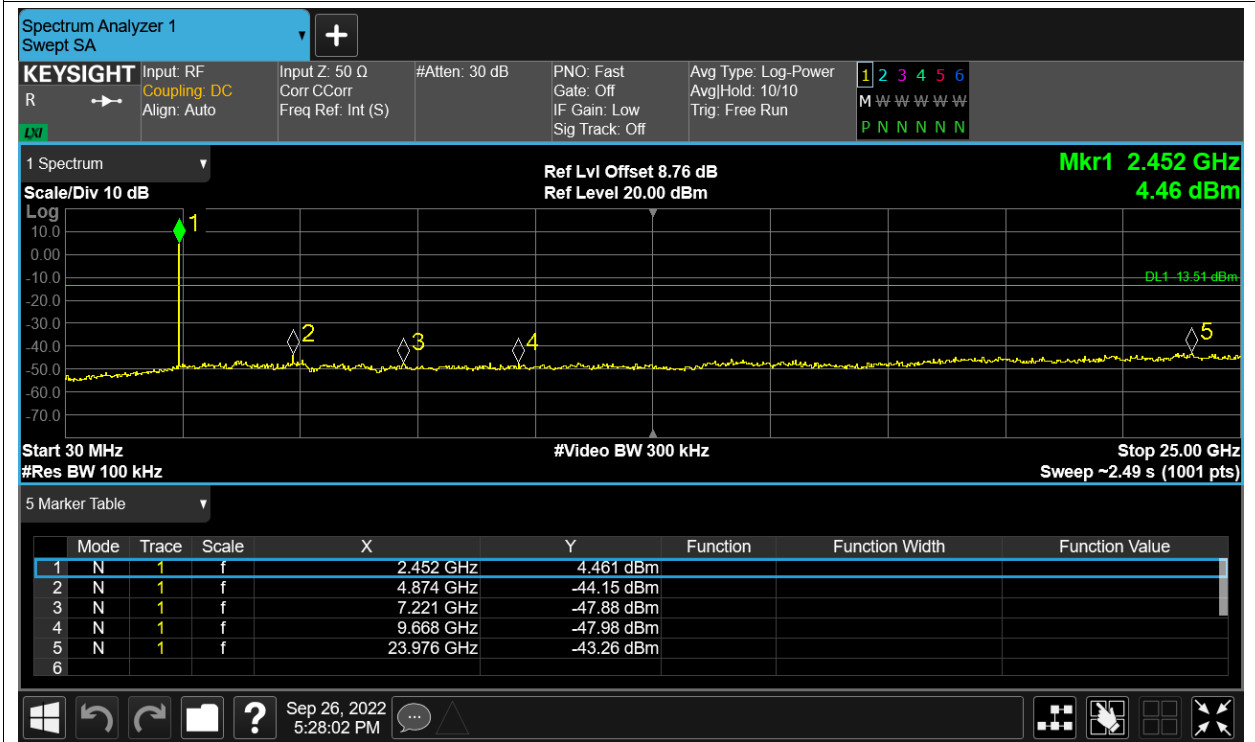 Spectrum Analyzer 1
Swept SA
+
KEYSIGHT Input: RF Input Z: 50 Ω #Atten: 30 dB PNO: Fast Avg Type: Log-Power 1 2 3 4 5 6
R Coupling: DC Corr CCorr Gate: Off Avg|Hold: 10/10 M W W W W W
Align: Auto Freq Ref: Int (S) IF Gain: Low Trig: Free Run
LXI Sig Track: Off P N N N N N
1 Spectrum
Ref Lvl Offset 8.76 dB Mkr1 2.452 GHz
Scale/Div 10 dB Ref Level 20.00 dBm 4.46 dBm
Log
1
10.0
0.00
-10.0
DL1 -13.51 dBm
-20.0
-30.0
2 3 4 5
-40.0
-50.0
-60.0
-70.0
Start 30 MHz #Video BW 300 kHz Stop 25.00 GHz
#Res BW 100 kHz Sweep ~2.49 s (1001 pts)
5 Marker Table
Mode Trace Scale X Y Function Function Width Function Value
1 N 1 f 2.452 GHz 4.461 dBm
2 N 1 f 4.874 GHz -44.15 dBm
3 N 1 f 7.221 GHz -47.88 dBm
4 N 1 f 9.668 GHz -47.98 dBm
5 N 1 f 23.976 GHz -43.26 dBm
6
? Sep 26, 2022
5:28:02 PM